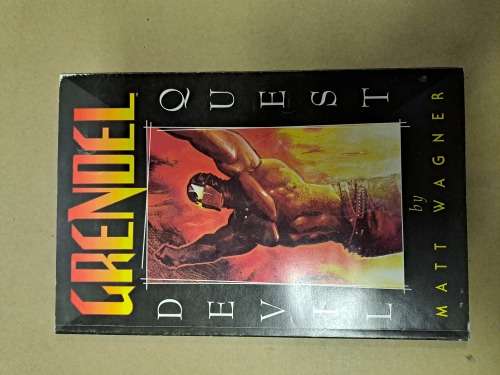 GRENDEL
DEVIL
QUEST
by
MATT WAGNER